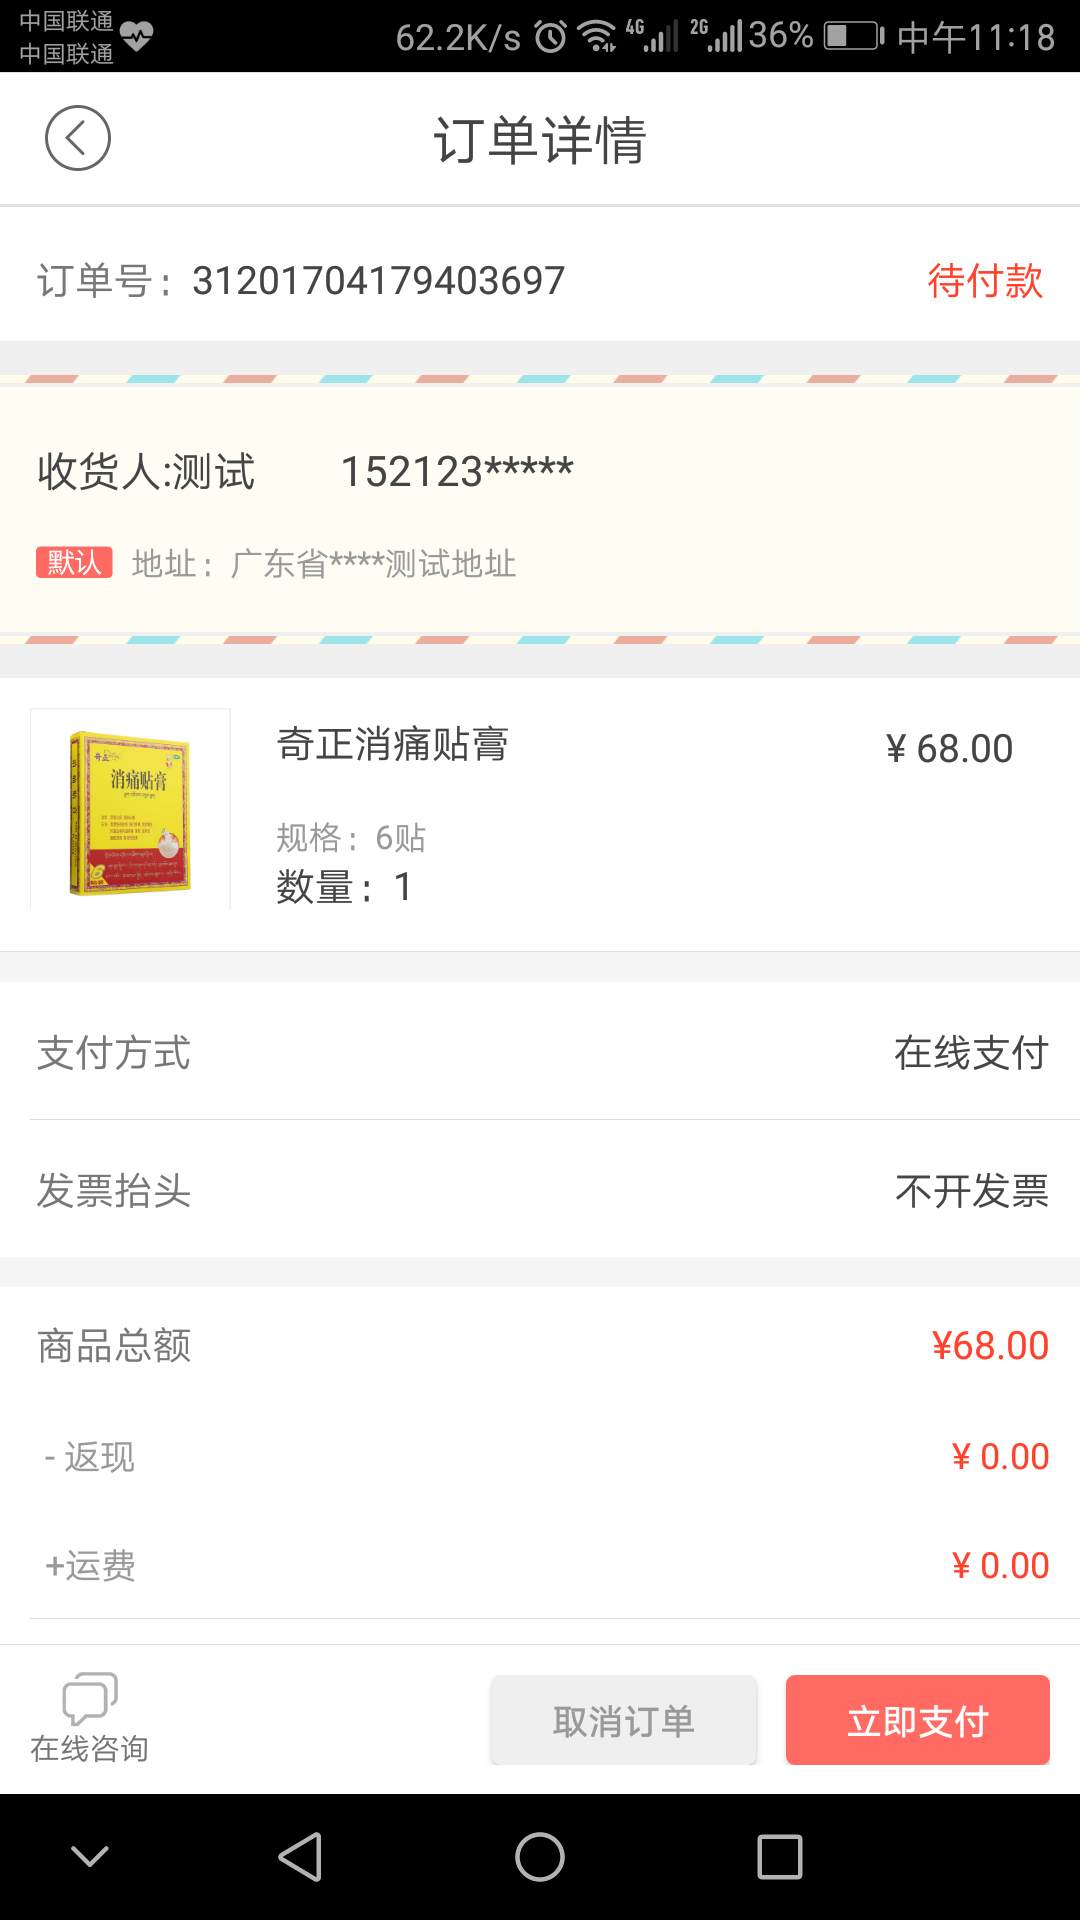 中国联通
中国联通
62.2K/s 4G 2G 36% 中午11:18
订单详情
订单号：31201704179403697 待付款
收货人:测试 152123*****
默认 地址：广东省****测试地址
奇正消痛贴膏 ¥ 68.00
消痛贴膏
规格：6贴
数量：1
支付方式 在线支付
发票抬头 不开发票
商品总额 ¥68.00
- 返现 ¥ 0.00
+运费 ¥ 0.00
在线咨询 取消订单 立即支付